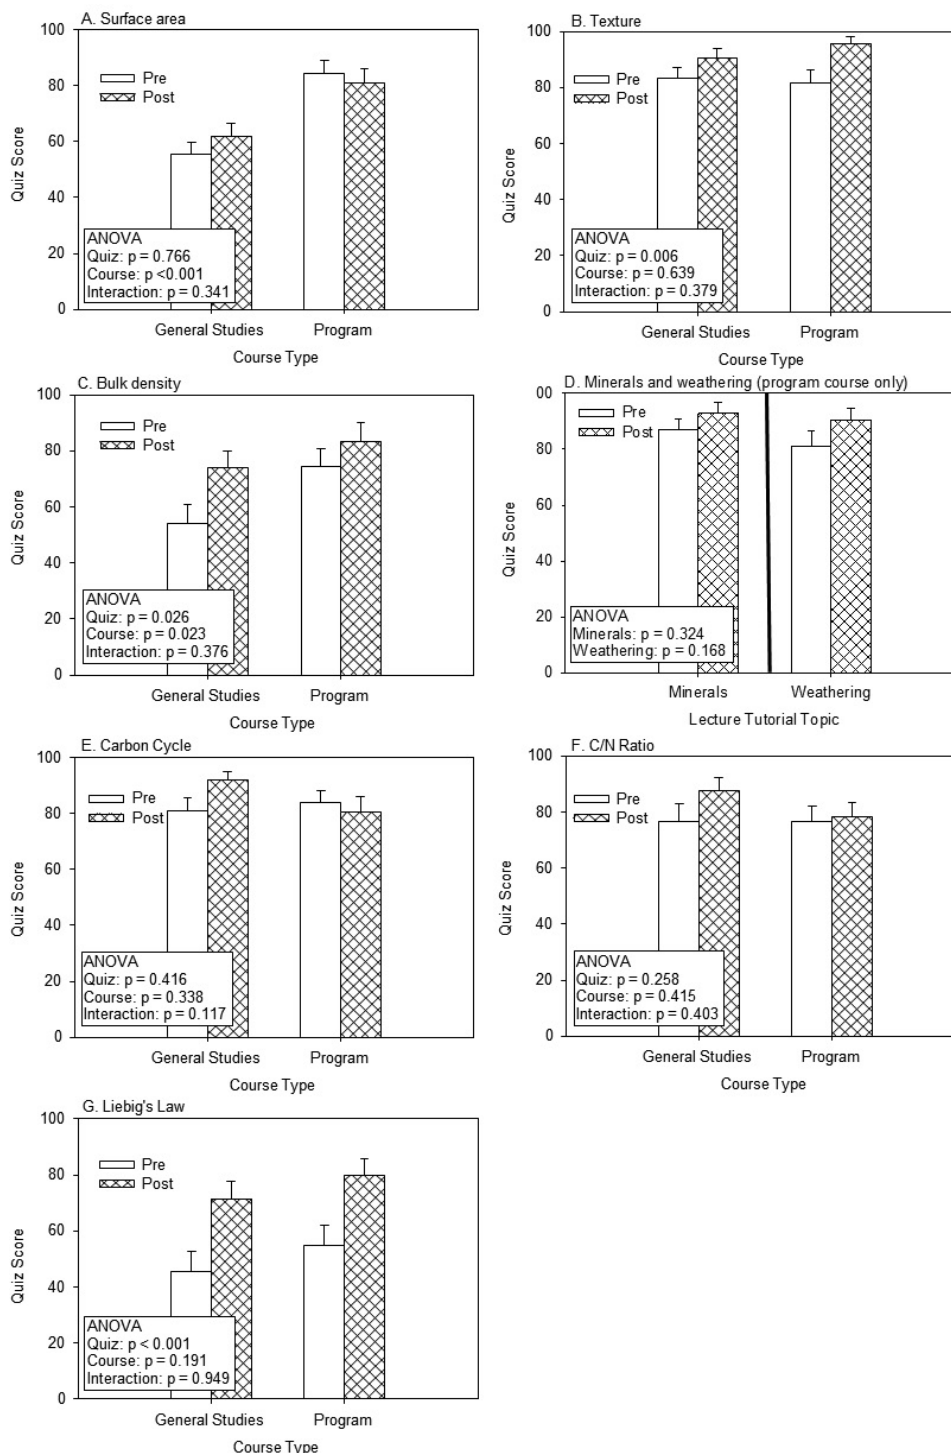 A. Surface area
100
80
60
40
20
0
Quiz Score
Pre
Post
ANOVA
Quiz: p = 0.766
Course: p <0.001
Interaction: p = 0.341
General Studies
Program
Course Type
B. Texture
100
80
60
40
20
0
Quiz Score
Pre
Post
ANOVA
Quiz: p = 0.006
Course: p = 0.639
Interaction: p = 0.379
General Studies
Program
Course Type
C. Bulk density
100
80
60
40
20
0
Quiz Score
Pre
Post
ANOVA
Quiz: p = 0.026
Course: p = 0.023
Interaction: p = 0.376
General Studies
Program
Course Type
D. Minerals and weathering (program course only)
00
80
60
40
20
0
Quiz Score
Pre
Post
ANOVA
Minerals: p = 0.324
Weathering: p = 0.168
Minerals
Weathering
Lecture Tutorial Topic
E. Carbon Cycle
100
80
60
40
20
0
Quiz Score
Pre
Post
ANOVA
Quiz: p = 0.416
Course: p = 0.338
Interaction: p = 0.117
General Studies
Program
Course Type
F. C/N Ratio
100
80
60
40
20
0
Quiz Score
Pre
Post
ANOVA
Quiz: p = 0.258
Course: p = 0.415
Interaction: p = 0.403
General Studies
Program
Course Type
G. Liebig's Law
100
80
60
40
20
0
Quiz Score
Pre
Post
ANOVA
Quiz: p < 0.001
Course: p = 0.191
Interaction: p = 0.949
General Studies
Program
Course Type